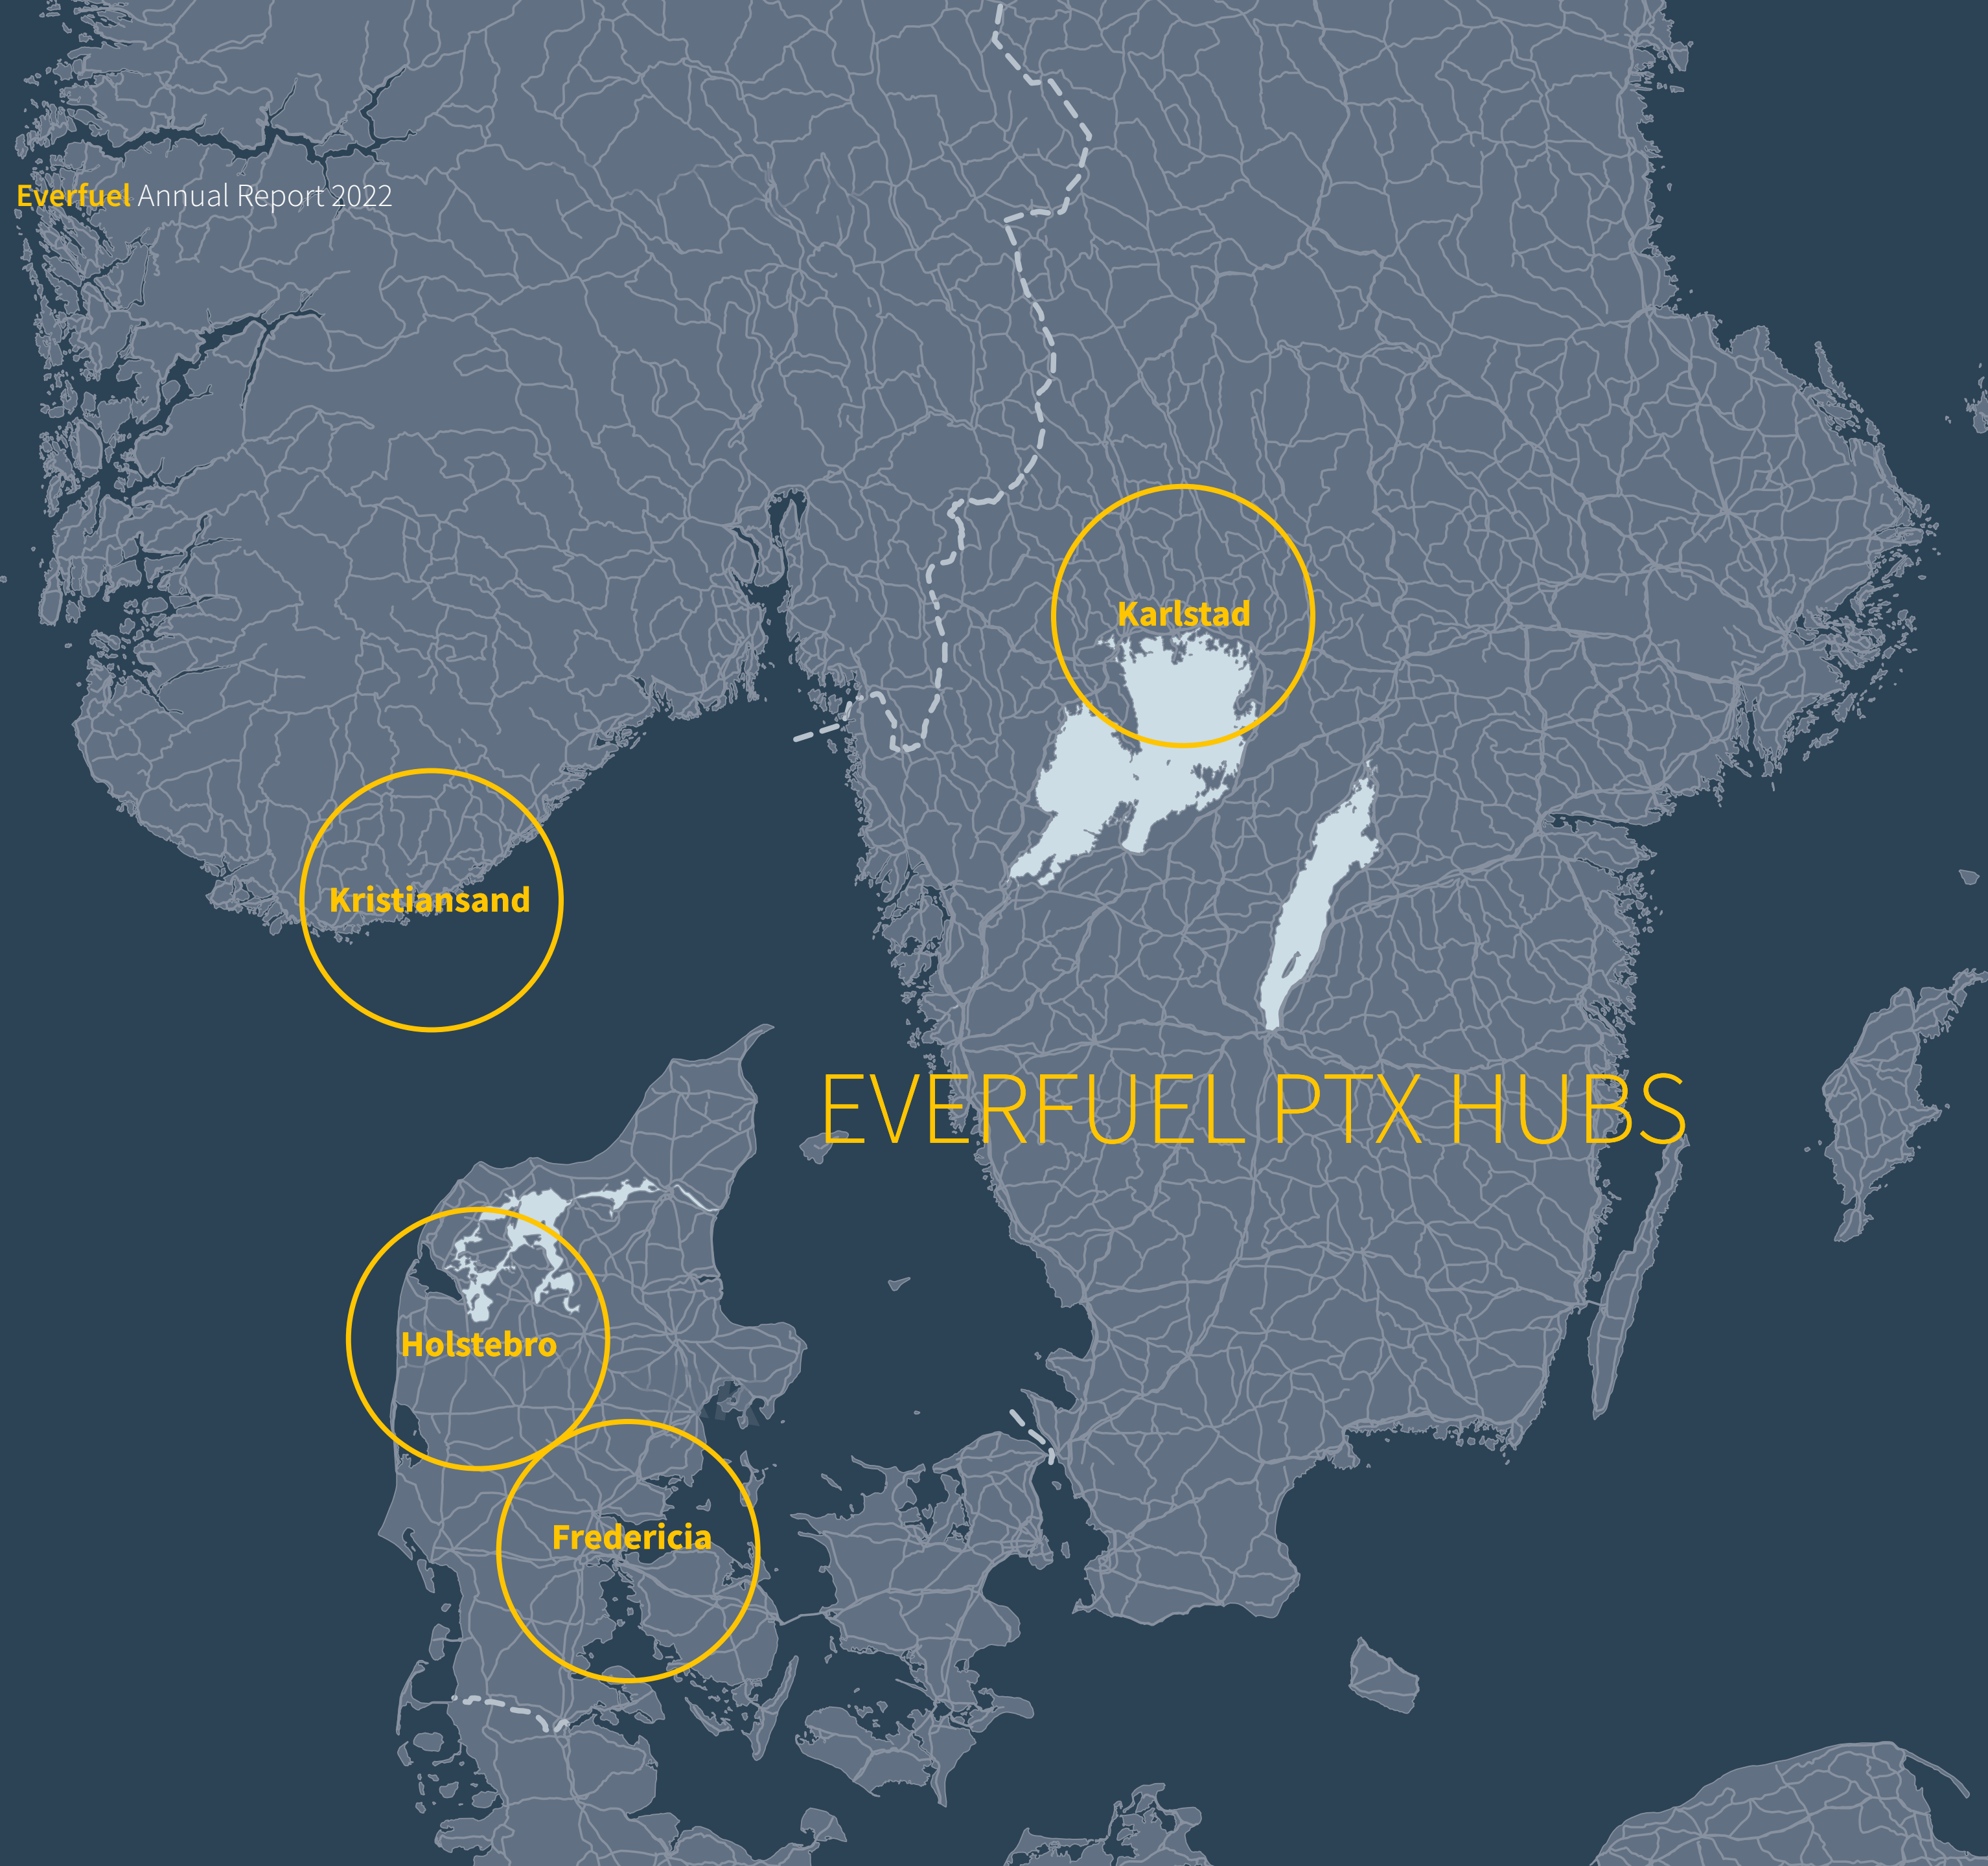 Everfuel Annual Report 2022
Karlstad
Kristiansand
EVERFUEL PTX HUBS
Holstebro
Fredericia